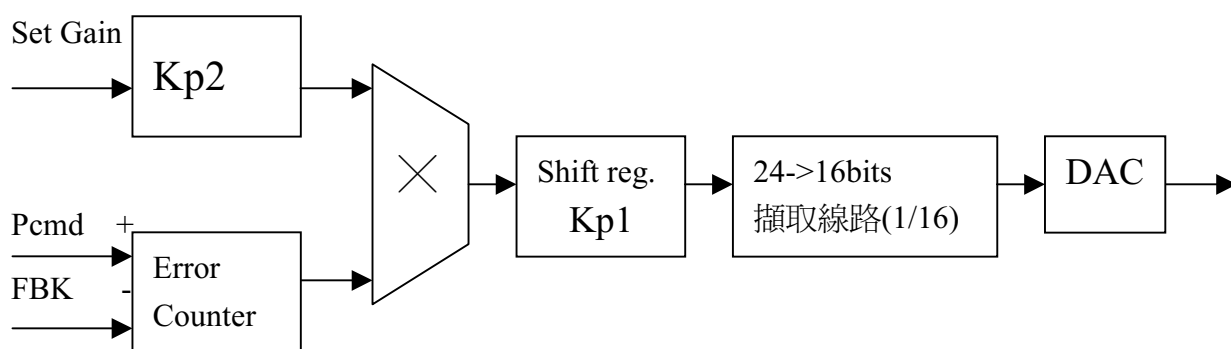 Set Gain
Kp2
×
Pcmd +
FBK -
Error
Counter
Shift reg.
Kp1
24->16bits
擷取線路(1/16)
DAC